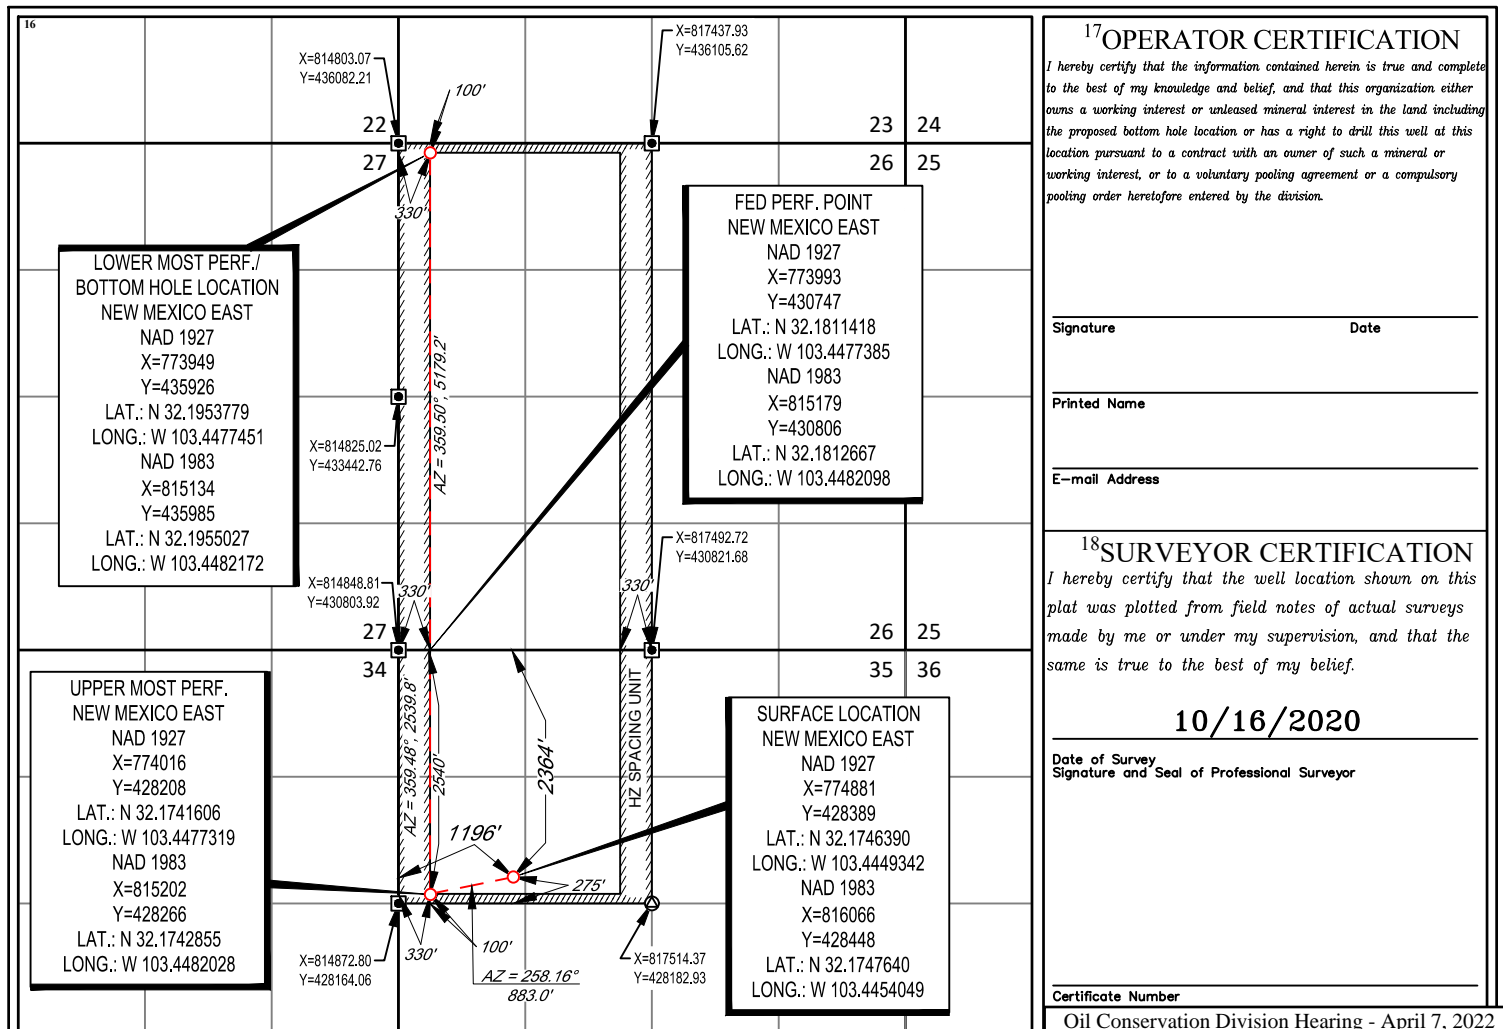 16
X=814803.07
Y=436082.21
X=817437.93
Y=436105.62
100'
22
23
24
27
26
25
330'
LOWER MOST PERF./
BOTTOM HOLE LOCATION
NEW MEXICO EAST
NAD 1927
X=773949
Y=435926
LAT.: N 32.1953779
LONG.: W 103.4477451
NAD 1983
X=815134
Y=435985
LAT.: N 32.1955027
LONG.: W 103.4482172
FED PERF. POINT
NEW MEXICO EAST
NAD 1927
X=773993
Y=430747
LAT.: N 32.1811418
LONG.: W 103.4477385
NAD 1983
X=815179
Y=430806
LAT.: N 32.1812667
LONG.: W 103.4482098
AZ = 359.50°, 5179.2'
X=814825.02
Y=433442.76
X=817492.72
Y=430821.68
X=814848.81
Y=430803.92
330'
330'
27
26
25
34
35
36
UPPER MOST PERF.
NEW MEXICO EAST
NAD 1927
X=774016
Y=428208
LAT.: N 32.1741606
LONG.: W 103.4477319
NAD 1983
X=815202
Y=428266
LAT.: N 32.1742855
LONG.: W 103.4482028
AZ = 359.48°, 2539.8'
2540'
2364'
HZ SPACING UNIT
1196'
275'
SURFACE LOCATION
NEW MEXICO EAST
NAD 1927
X=774881
Y=428389
LAT.: N 32.1746390
LONG.: W 103.4449342
NAD 1983
X=816066
Y=428448
LAT.: N 32.1747640
LONG.: W 103.4454049
330'
100'
X=814872.80
Y=428164.06
AZ = 258.16°
883.0'
X=817514.37
Y=428182.93
17OPERATOR CERTIFICATION
I hereby certify that the information contained herein is true and complete
to the best of my knowledge and belief, and that this organization either
owns a working interest or unleased mineral interest in the land including
the proposed bottom hole location or has a right to drill this well at this
location pursuant to a contract with an owner of such a mineral or
working interest, or to a voluntary pooling agreement or a compulsory
pooling order heretofore entered by the division.
Signature Date
Printed Name
E-mail Address
18SURVEYOR CERTIFICATION
I hereby certify that the well location shown on this
plat was plotted from field notes of actual surveys
made by me or under my supervision, and that the
same is true to the best of my belief.
10/16/2020
Date of Survey
Signature and Seal of Professional Surveyor
Certificate Number
Oil Conservation Division Hearing - April 7, 2022